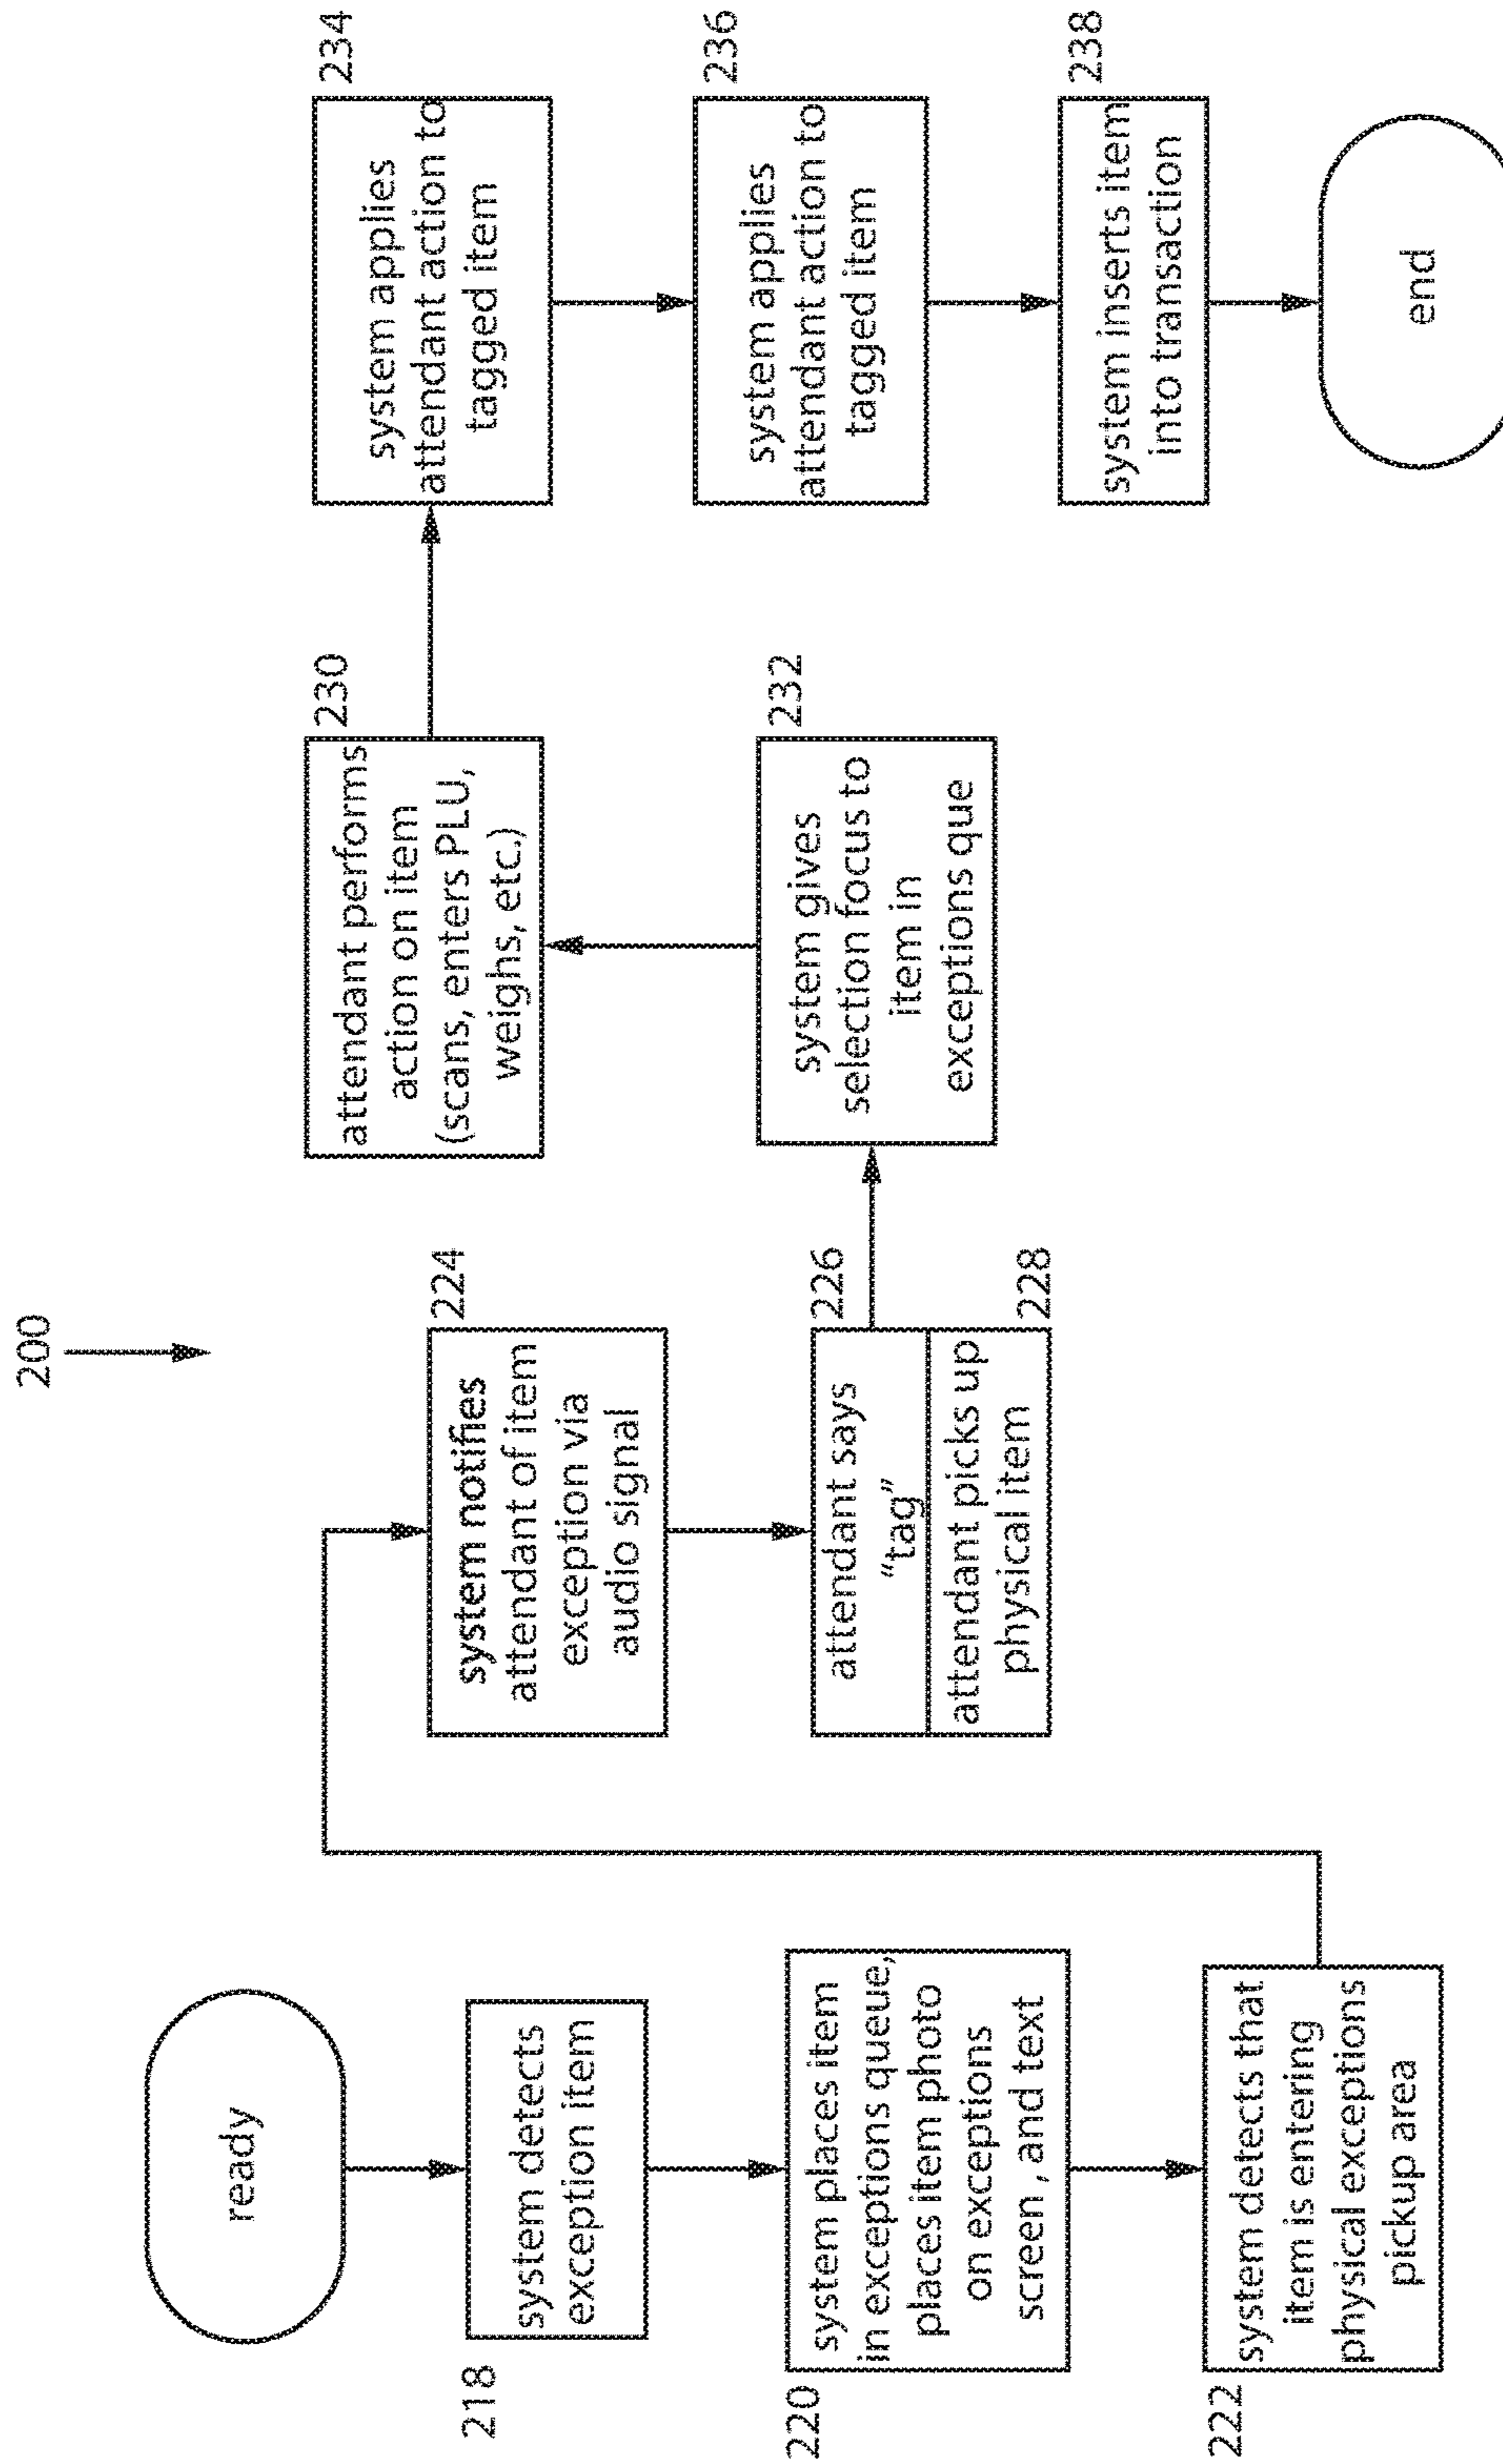 200
ready
218
system detects
exception item
220
system places item
in exceptions queue,
places item photo
on exceptions
screen, and text
222
system detects that
item is entering
physical exceptions
pickup area
224
system notifies
attendant of item
exception via
audio signal
226
attendant says
“tag”
228
attendant picks up
physical item
232
system gives
selection focus to
item in
exceptions que
230
attendant performs
action on item
(scans, enters PLU,
weighs, etc.)
234
system applies
attendant action to
tagged item
236
system applies
attendant action to
tagged item
238
system inserts item
into transaction
end